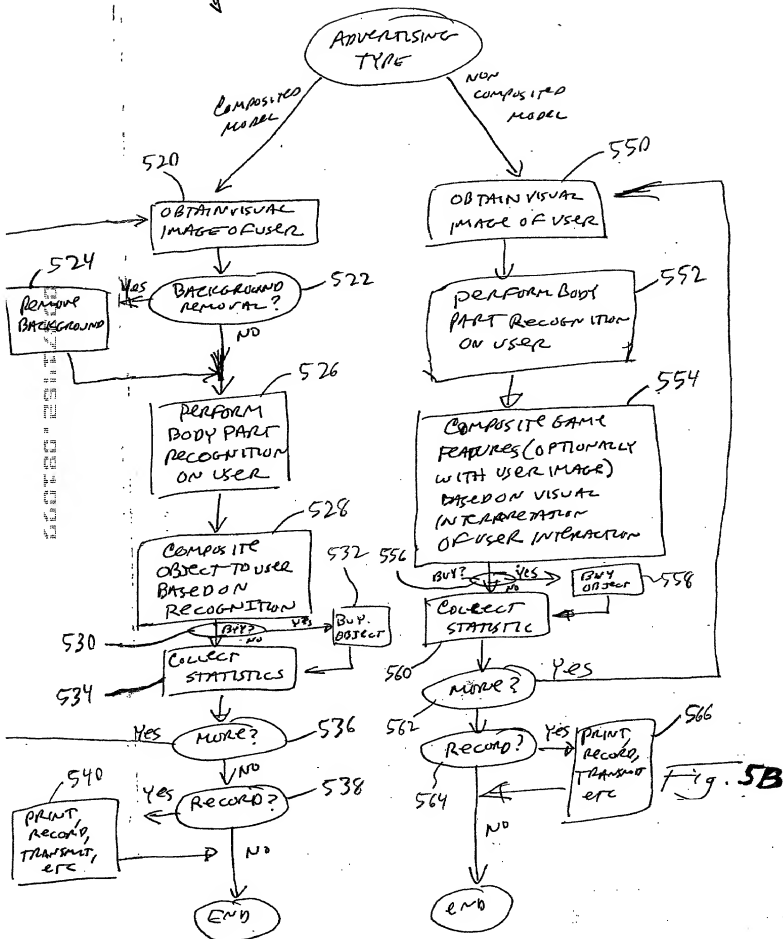 ADVERTISING
TYPE
COMPOSITED
MODEL
NON
COMPOSITED
MODEL
520
OBTAIN VISUAL
IMAGE OF USER
524
REMOVE
BACKGROUND
Yes
BACKGROUND
REMOVAL?
522
NO
526
PERFORM
BODY PART
RECOGNITION
ON USER
528
COMPOSITE
OBJECT TO USER
BASED ON
RECOGNITION
532
530
BUY?
Yes
NO
BUY
OBJECT
COLLECT
STATISTICS
534
Yes
MORE?
536
NO
540
Yes
RECORD?
538
PRINT,
RECORD,
TRANSMIT,
etc
NO
END
550
OBTAIN VISUAL
IMAGE OF USER
552
PERFORM BODY
PART RECOGNITION
ON USER
554
COMPOSITE GAME
FEATURES (OPTIONALLY
WITH USER IMAGE)
BASED ON VISUAL
INTERPRETATION
OF USER INTERACTION
556
BUY?
YES
NO
BUY
OBJECT
558
COLLECT
STATISTIC
560
MORE?
Yes
562
RECORD?
Yes
564
566
PRINT,
RECORD,
TRANSMIT
etc
NO
END
Fig. 5B